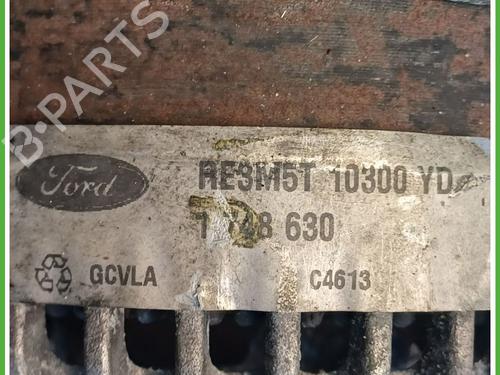 B-PARTS
Ford
RE3M5T 10300 YD
630
GCVLA
C4613